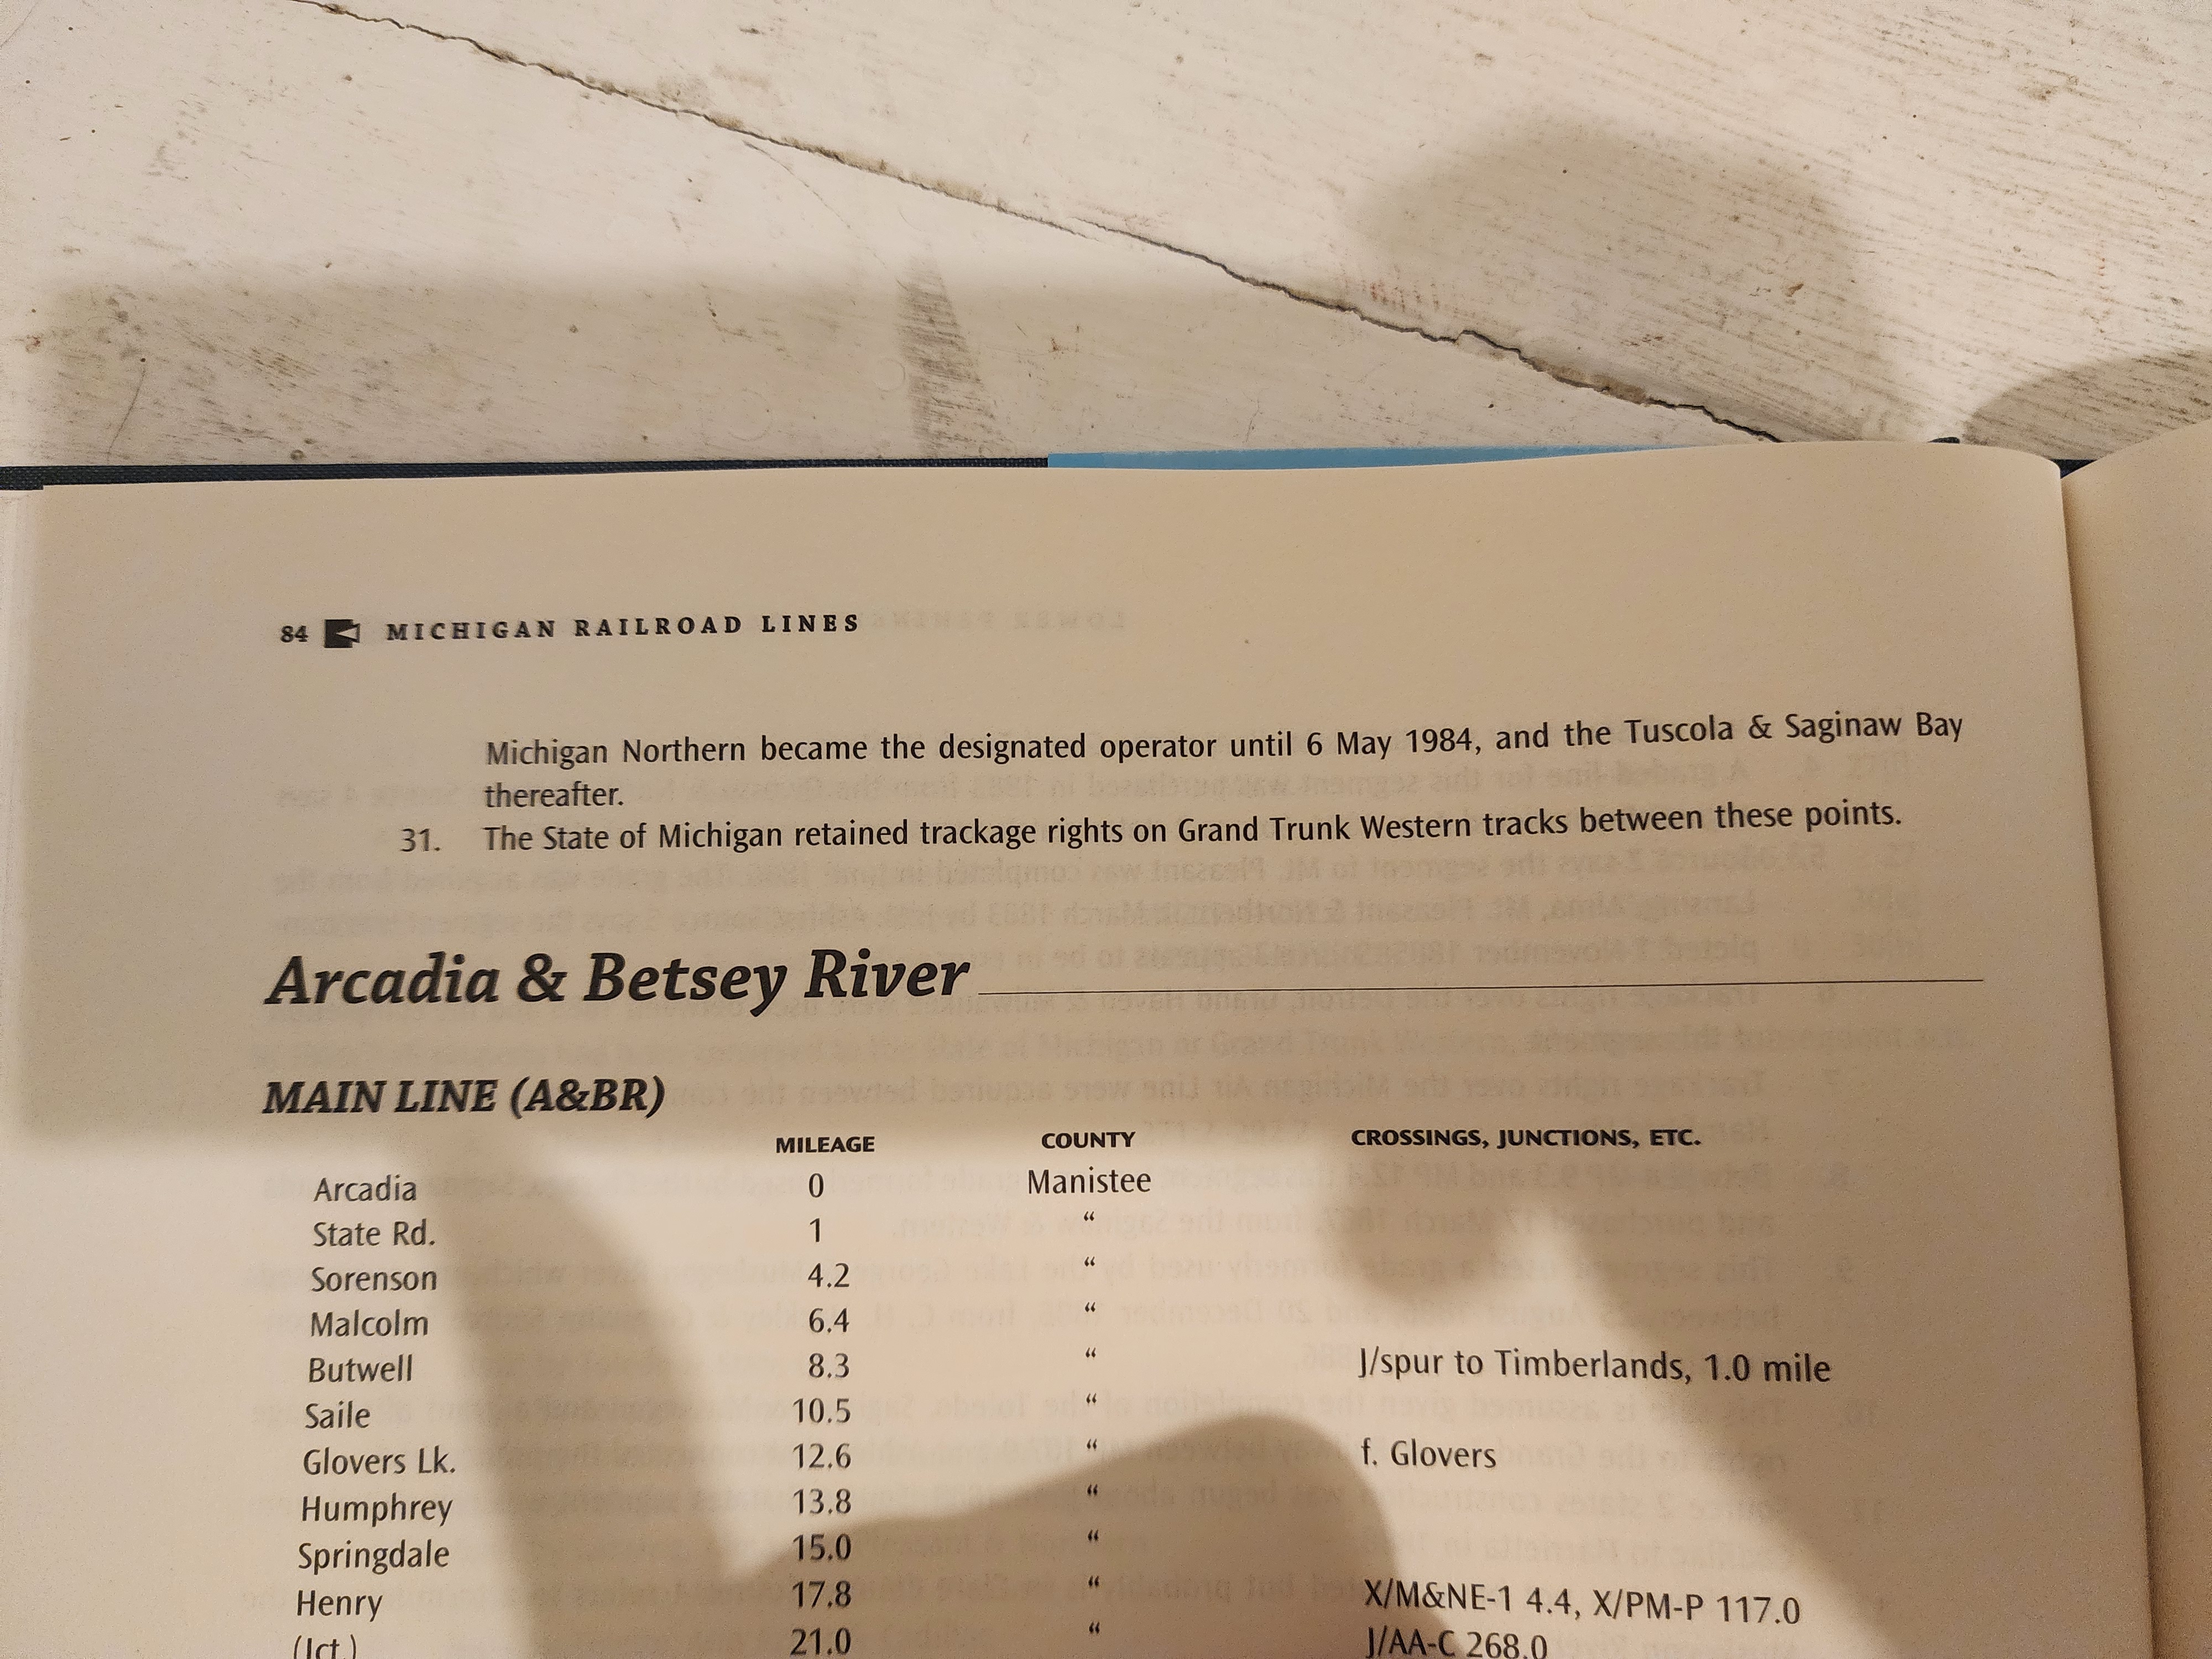 84 MICHIGAN RAILROAD LINES
Michigan Northern became the designated operator until 6 May 1984, and the Tuscola & Saginaw Bay
thereafter.
31. The State of Michigan retained trackage rights on Grand Trunk Western tracks between these points.
Arcadia & Betsey River
MAIN LINE (A&BR)
MILEAGE COUNTY CROSSINGS, JUNCTIONS, ETC.
Arcadia 0 Manistee
State Rd. 1 “
Sorenson 4.2 “
Malcolm 6.4 “
Butwell 8.3 “ J/spur to Timberlands, 1.0 mile
Saile 10.5 “
Glovers Lk. 12.6 “ f. Glovers
Humphrey 13.8 “
Springdale 15.0 “
Henry 17.8 “ X/M&NE-1 4.4, X/PM-P 117.0
(Jct.) 21.0 “ J/AA-C 268.0